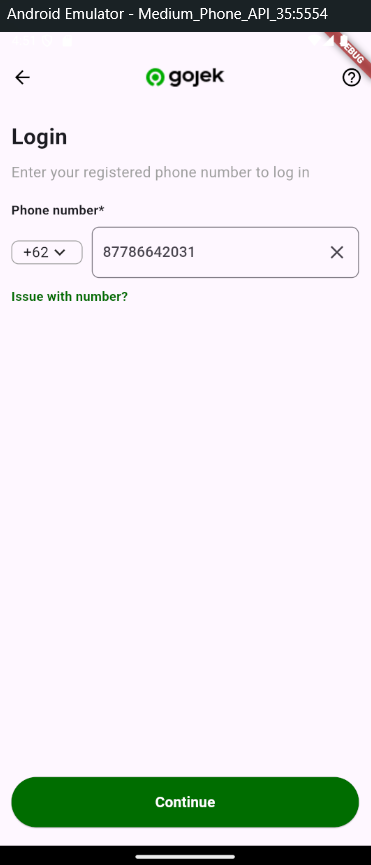 Android Emulator - Medium_Phone_API_35:5554
DEBUG
gojek
Login
Enter your registered phone number to log in
Phone number*
+62
87786642031
Issue with number?
Continue